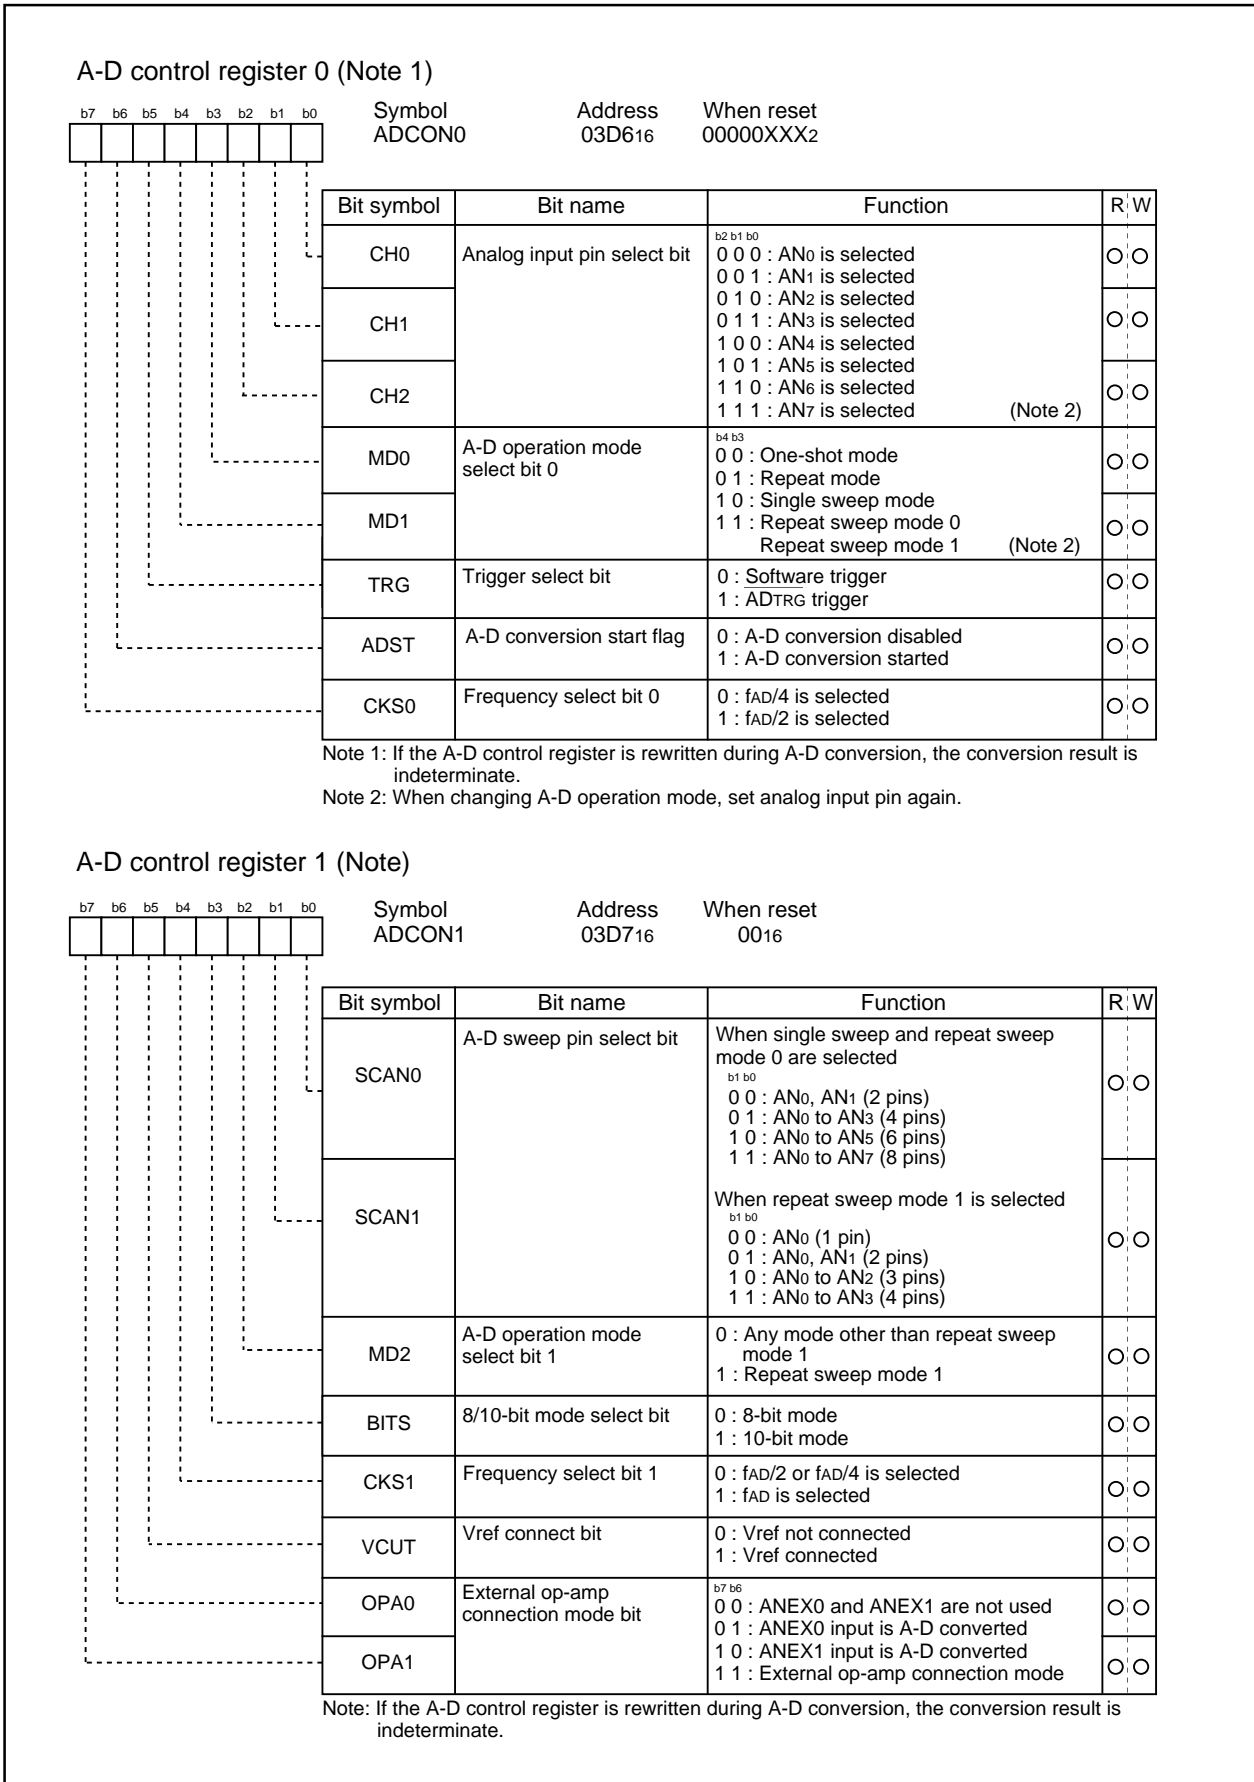 A-D control register 0 (Note 1)
b7 b6 b5 b4 b3 b2 b1 b0
Symbol Address When reset
ADCON0 03D616 00000XXX2
Bit symbol Bit name Function R W
CH0 Analog input pin select bit
b2 b1 b0
0 0 0 : AN0 is selected
0 0 1 : AN1 is selected
0 1 0 : AN2 is selected
CH1
0 1 1 : AN3 is selected
1 0 0 : AN4 is selected
1 0 1 : AN5 is selected
CH2
1 1 0 : AN6 is selected
1 1 1 : AN7 is selected (Note 2)
MD0 A-D operation mode
select bit 0
b4 b3
0 0 : One-shot mode
0 1 : Repeat mode
1 0 : Single sweep mode
MD1
1 1 : Repeat sweep mode 0
Repeat sweep mode 1 (Note 2)
TRG Trigger select bit
0 : Software trigger
1 : ADTRG trigger
ADST A-D conversion start flag
0 : A-D conversion disabled
1 : A-D conversion started
CKS0 Frequency select bit 0
0 : fAD/4 is selected
1 : fAD/2 is selected
Note 1: If the A-D control register is rewritten during A-D conversion, the conversion result is
indeterminate.
Note 2: When changing A-D operation mode, set analog input pin again.
A-D control register 1 (Note)
b7 b6 b5 b4 b3 b2 b1 b0
Symbol Address When reset
ADCON1 03D716 0016
Bit symbol Bit name Function R W
SCAN0 A-D sweep pin select bit
When single sweep and repeat sweep
mode 0 are selected
b1 b0
0 0 : AN0, AN1 (2 pins)
0 1 : AN0 to AN3 (4 pins)
1 0 : AN0 to AN5 (6 pins)
1 1 : AN0 to AN7 (8 pins)
SCAN1
When repeat sweep mode 1 is selected
b1 b0
0 0 : AN0 (1 pin)
0 1 : AN0, AN1 (2 pins)
1 0 : AN0 to AN2 (3 pins)
1 1 : AN0 to AN3 (4 pins)
MD2 A-D operation mode
select bit 1
0 : Any mode other than repeat sweep
mode 1
1 : Repeat sweep mode 1
BITS 8/10-bit mode select bit
0 : 8-bit mode
1 : 10-bit mode
CKS1 Frequency select bit 1
0 : fAD/2 or fAD/4 is selected
1 : fAD is selected
VCUT Vref connect bit
0 : Vref not connected
1 : Vref connected
OPA0 External op-amp
connection mode bit
b7 b6
0 0 : ANEX0 and ANEX1 are not used
0 1 : ANEX0 input is A-D converted
OPA1
1 0 : ANEX1 input is A-D converted
1 1 : External op-amp connection mode
Note: If the A-D control register is rewritten during A-D conversion, the conversion result is
indeterminate.